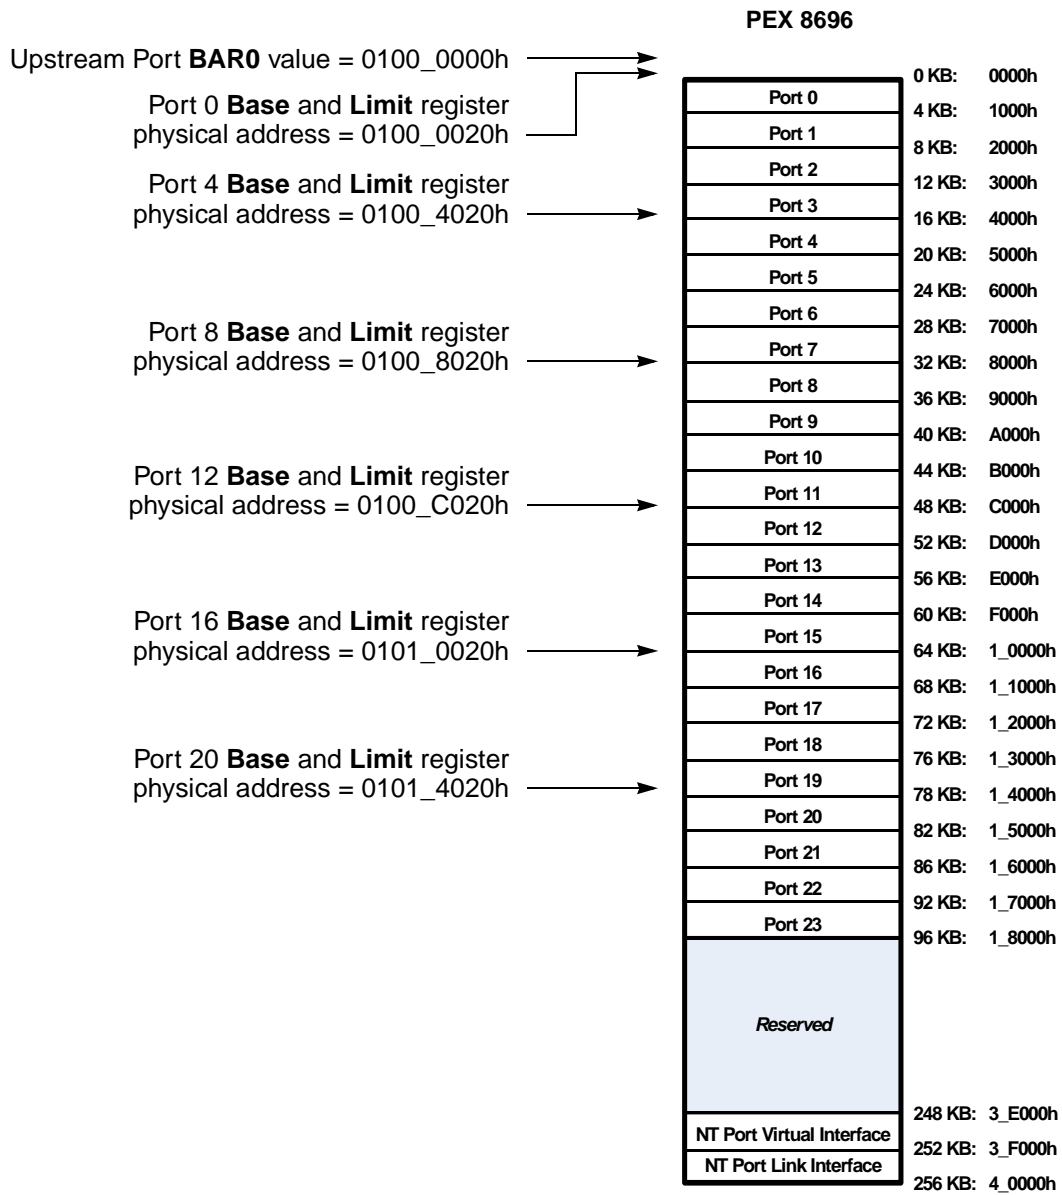 PEX 8696
Upstream Port BAR0 value = 0100_0000h
Port 0 Base and Limit register
physical address = 0100_0020h
Port 4 Base and Limit register
physical address = 0100_4020h
Port 8 Base and Limit register
physical address = 0100_8020h
Port 12 Base and Limit register
physical address = 0100_C020h
Port 16 Base and Limit register
physical address = 0101_0020h
Port 20 Base and Limit register
physical address = 0101_4020h
Port 0
Port 1
Port 2
Port 3
Port 4
Port 5
Port 6
Port 7
Port 8
Port 9
Port 10
Port 11
Port 12
Port 13
Port 14
Port 15
Port 16
Port 17
Port 18
Port 19
Port 20
Port 21
Port 22
Port 23
Reserved
NT Port Virtual Interface
NT Port Link Interface
0 KB: 0000h
4 KB: 1000h
8 KB: 2000h
12 KB: 3000h
16 KB: 4000h
20 KB: 5000h
24 KB: 6000h
28 KB: 7000h
32 KB: 8000h
36 KB: 9000h
40 KB: A000h
44 KB: B000h
48 KB: C000h
52 KB: D000h
56 KB: E000h
60 KB: F000h
64 KB: 1_0000h
68 KB: 1_1000h
72 KB: 1_2000h
76 KB: 1_3000h
78 KB: 1_4000h
82 KB: 1_5000h
86 KB: 1_6000h
92 KB: 1_7000h
96 KB: 1_8000h
248 KB: 3_E000h
252 KB: 3_F000h
256 KB: 4_0000h